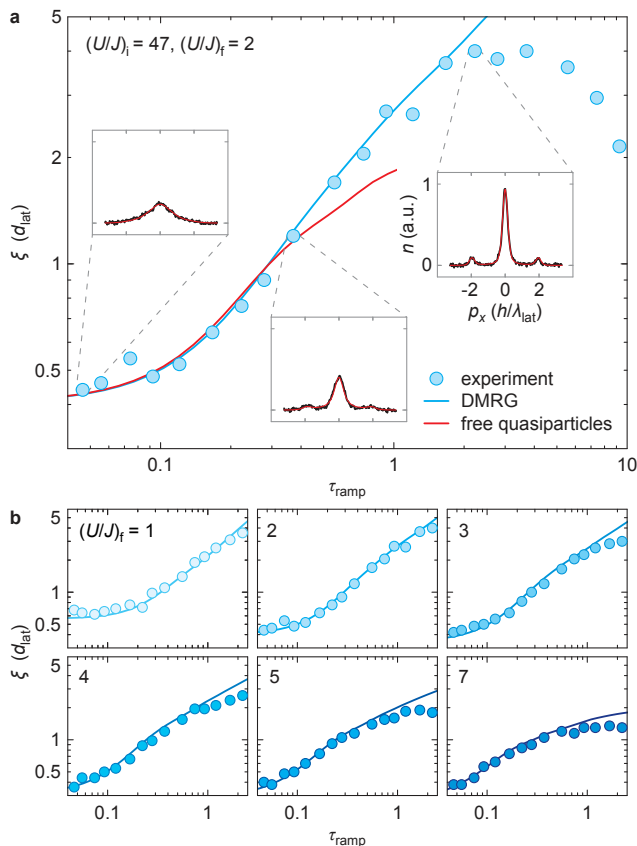 a
(U/J)i = 47, (U/J)f = 2
5
2
1
0.5
ξ (dlat)
1
0
n (a.u.)
-2 0 2
px (h/λlat)
experiment
DMRG
free quasiparticles
0.1 1 10
τramp
b
(U/J)f = 1 2 3
5
1
0.5
ξ (dlat)
4 5 7
5
1
0.5
0.1 1 0.1 1 0.1 1
τramp